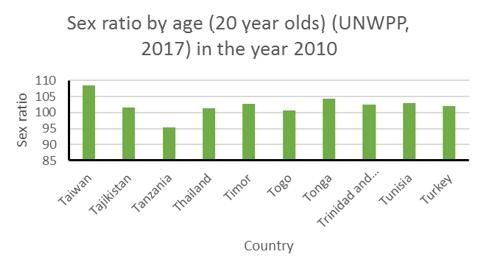 Sex ratio by age (20 year olds) (UNWPP,
2017) in the year 2010
110
105
100
95
90
85
Sex ratio
Taiwan
Tajikistan
Tanzania
Thailand
Timor
Togo
Tonga
Trinidad and...
Tunisia
Turkey
Country